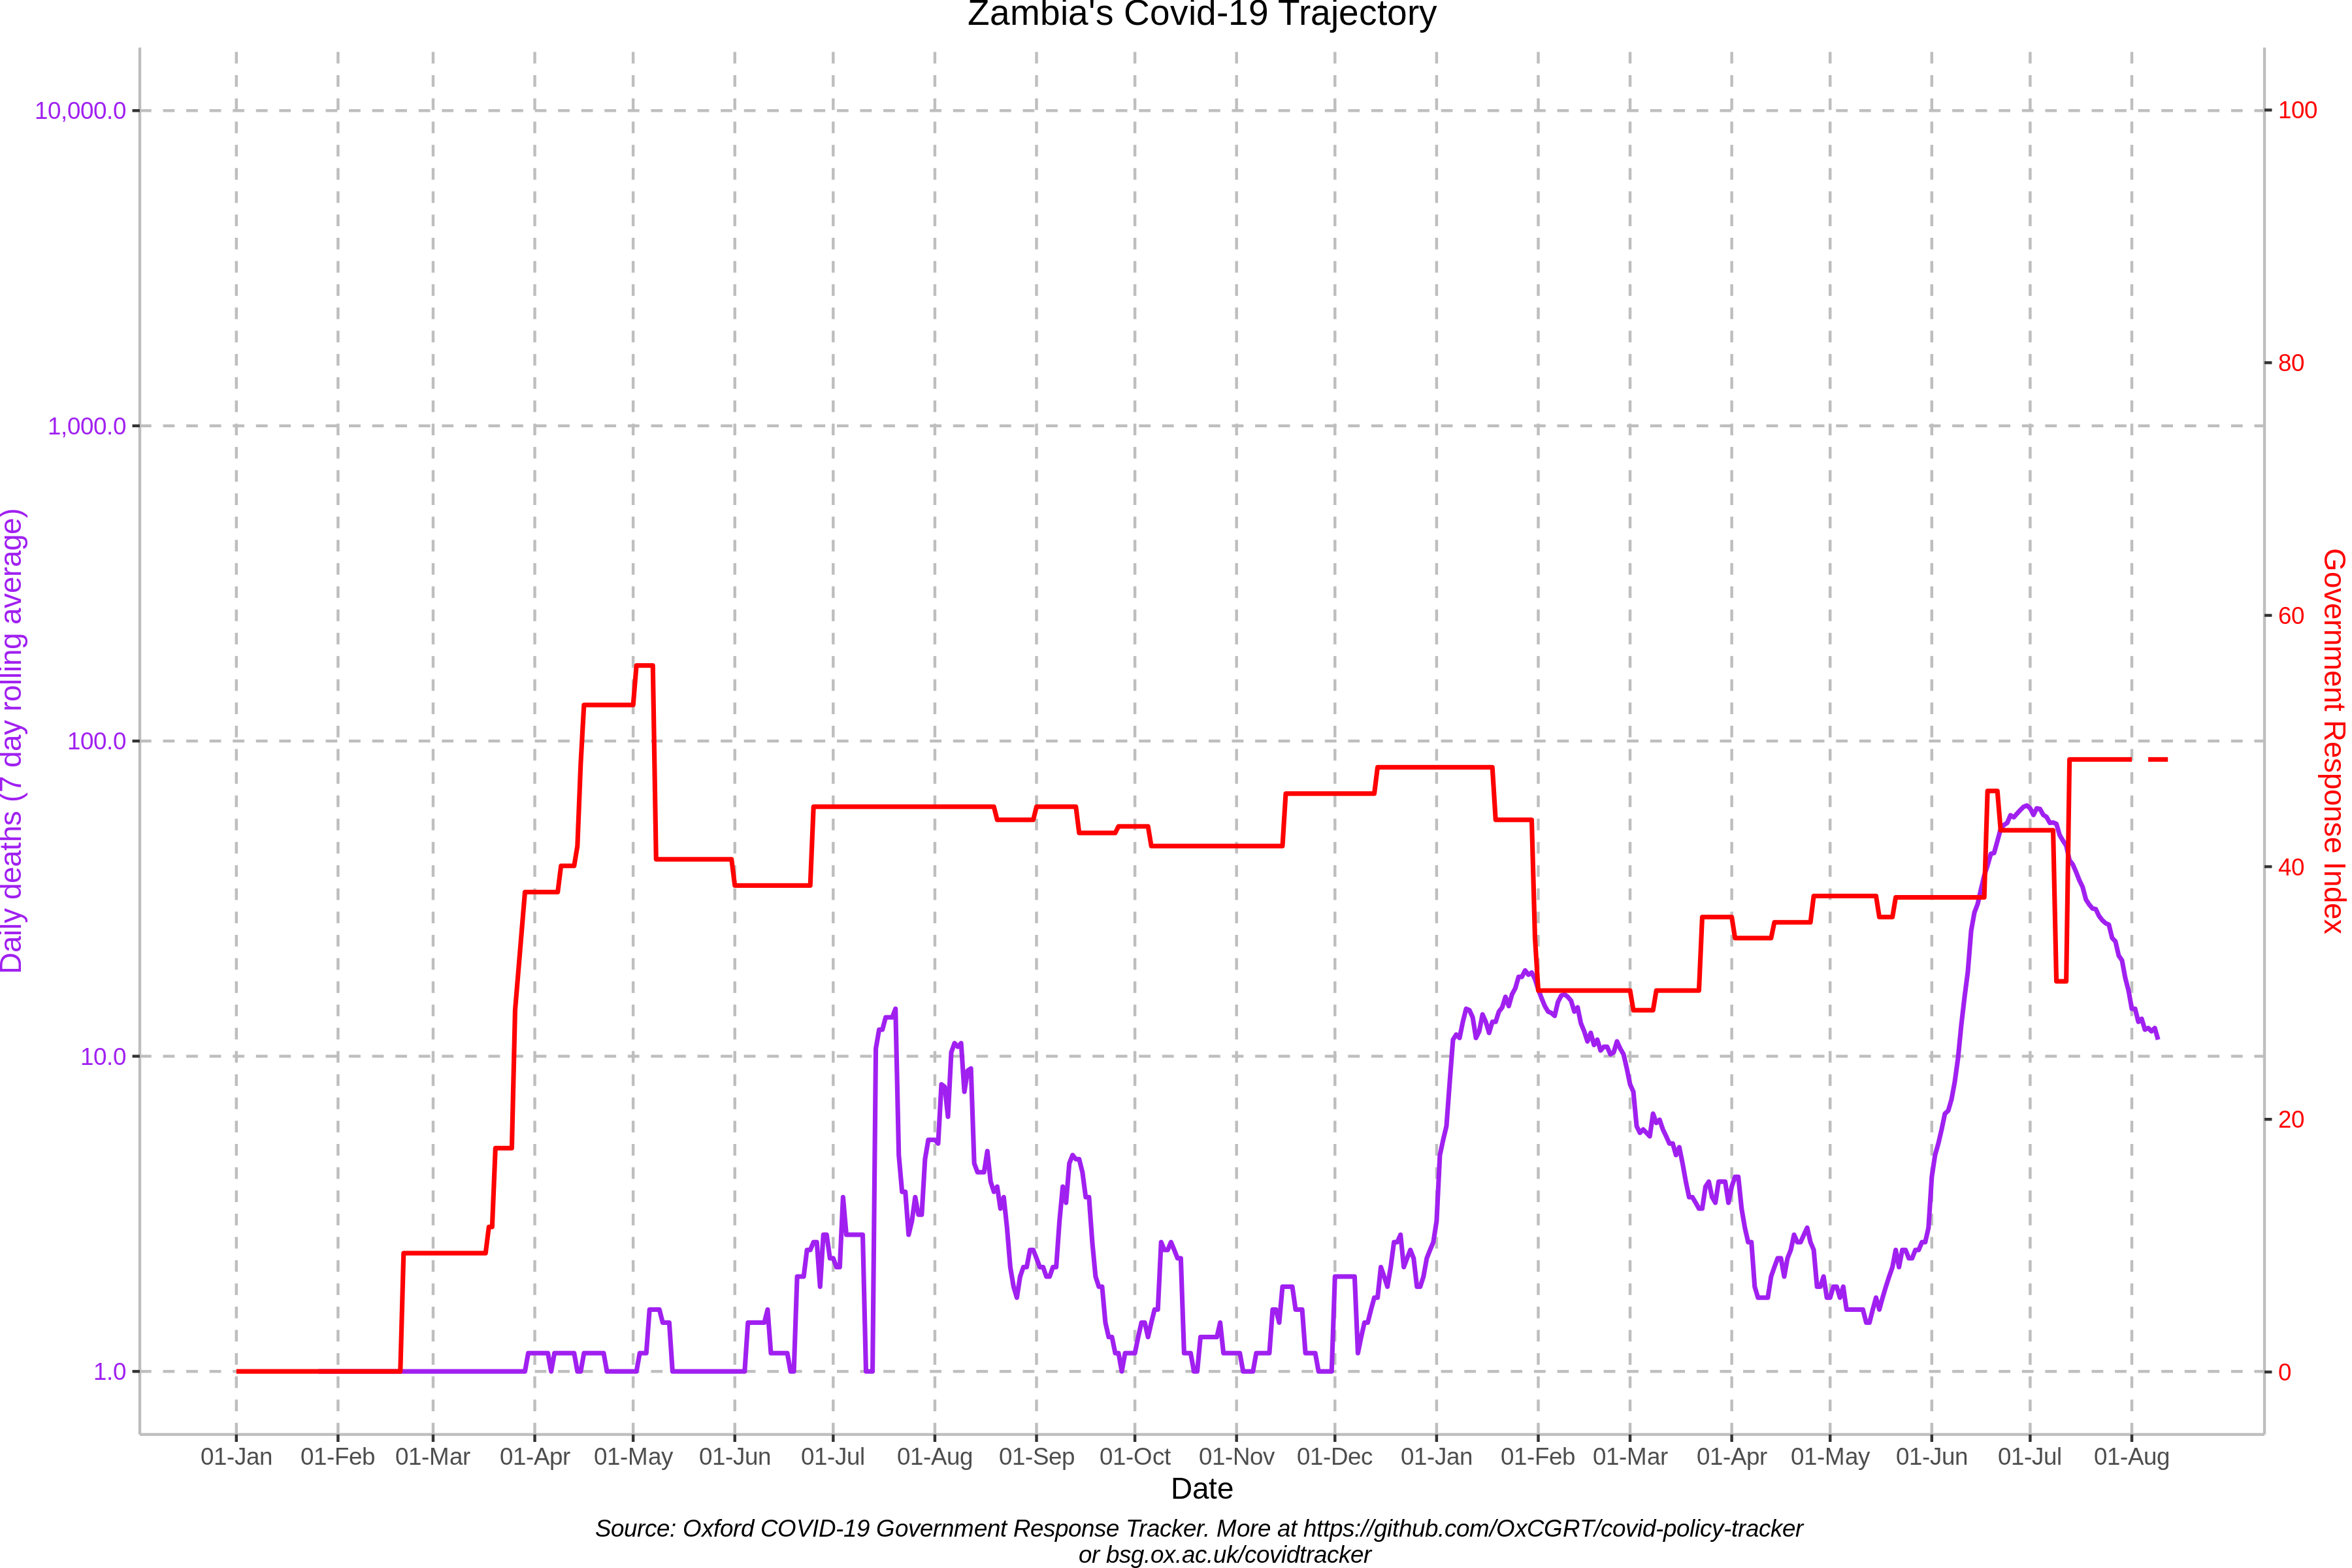 Zambia's Covid-19 Trajectory
10,000.0
1,000.0
100.0
10.0
1.0
Daily deaths (7 day rolling average)
100
80
60
40
20
0
Government Response Index
01-Jan 01-Feb 01-Mar 01-Apr 01-May 01-Jun 01-Jul 01-Aug 01-Sep 01-Oct 01-Nov 01-Dec 01-Jan 01-Feb 01-Mar 01-Apr 01-May 01-Jun 01-Jul 01-Aug
Date
Source: Oxford COVID-19 Government Response Tracker. More at https://github.com/OxCGRT/covid-policy-tracker
or bsg.ox.ac.uk/covidtracker